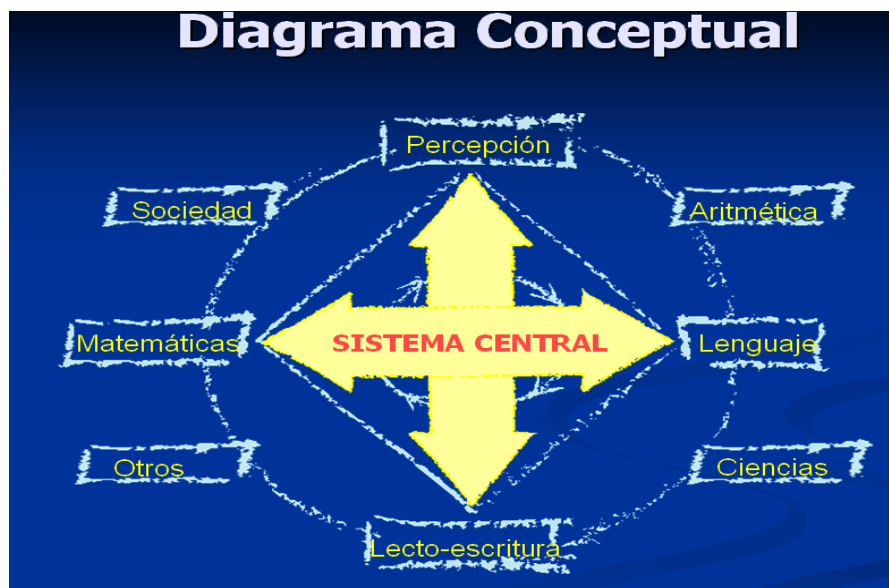 Diagrama Conceptual
Percepción
Sociedad
Aritmética
Matemáticas
SISTEMA CENTRAL
Lenguaje
Otros
Ciencias
Lecto-escritura